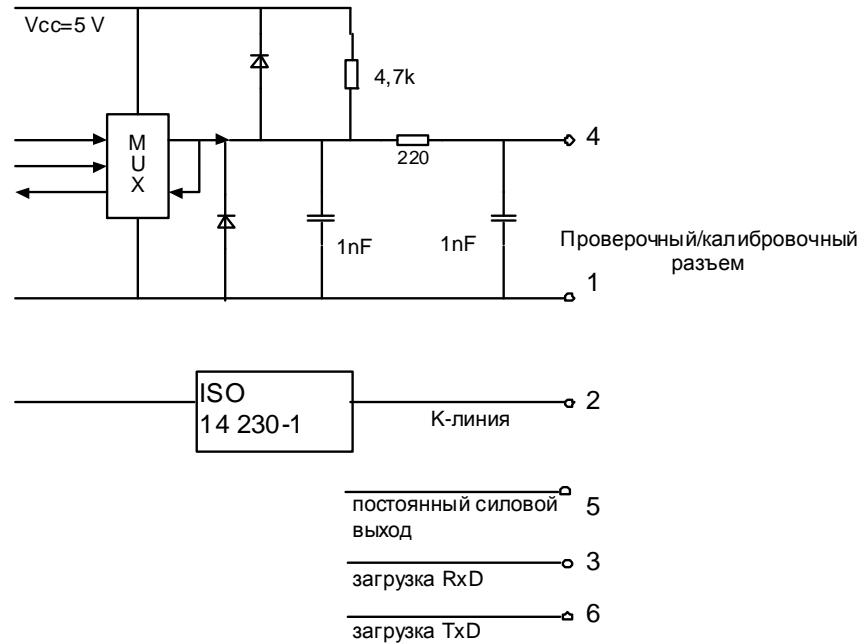 Vcc=5 V
4,7k
M
U
X
4
220
1nF
1nF
Проверочный/калибровочный
разъем
1
ISO
14 230-1
К-линия
2
постоянный силовой
выход
5
загрузка RxD
3
загрузка TxD
6